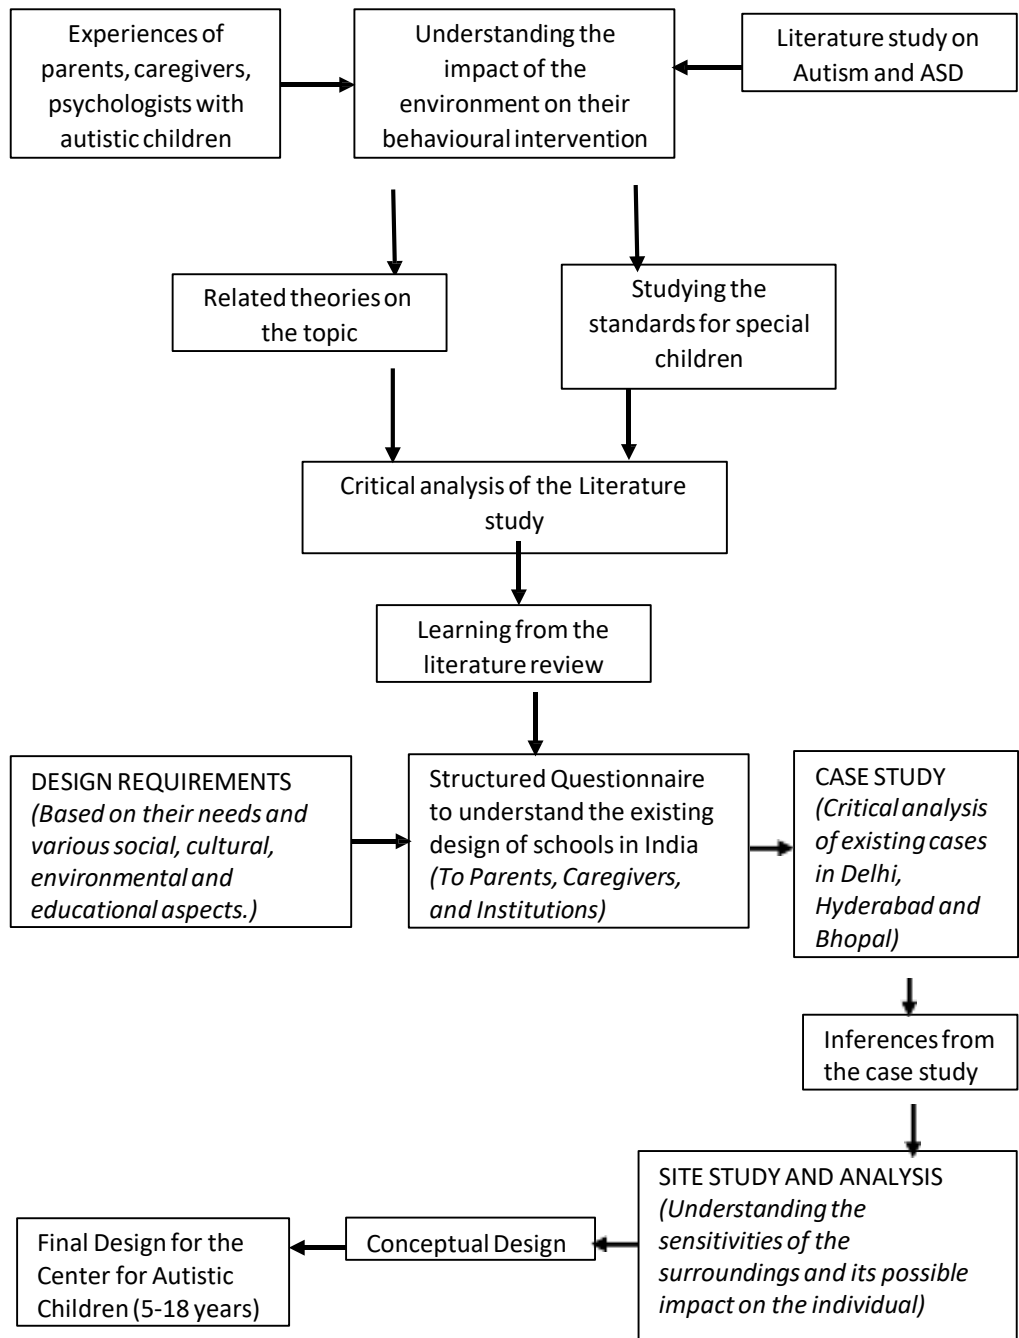 Experiences of
parents, caregivers,
psychologists with
autistic children
Understanding the
impact of the
environment on their
behavioural intervention
Literature study on
Autism and ASD
Related theories on
the topic
Studying the
standards for special
children
Critical analysis of the Literature
study
Learning from the
literature review
DESIGN REQUIREMENTS
(Based on their needs and
various social, cultural,
environmental and
educational aspects.)
Structured Questionnaire
to understand the existing
design of schools in India
(To Parents, Caregivers,
and Institutions)
CASE STUDY
(Critical analysis
of existing cases
in Delhi,
Hyderabad and
Bhopal)
Inferences from
the case study
SITE STUDY AND ANALYSIS
(Understanding the
sensitivities of the
surroundings and its possible
impact on the individual)
Conceptual Design
Final Design for the
Center for Autistic
Children (5-18 years)